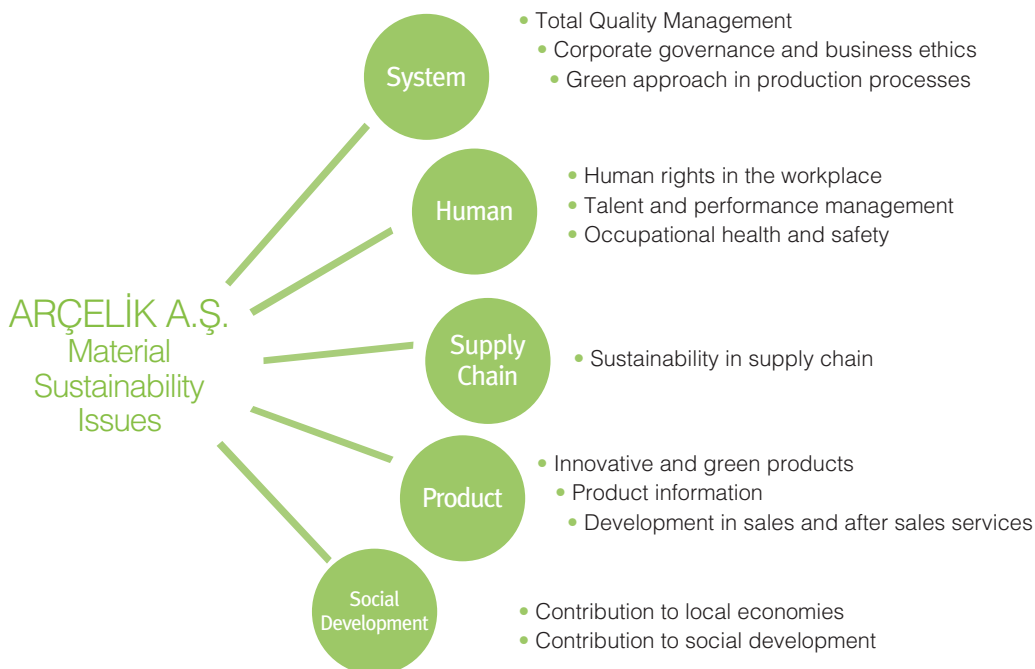 ARÇELİK A.Ş.
Material
Sustainability
Issues
System
• Total Quality Management
• Corporate governance and business ethics
• Green approach in production processes
Human
• Human rights in the workplace
• Talent and performance management
• Occupational health and safety
Supply
Chain
• Sustainability in supply chain
Product
• Innovative and green products
• Product information
• Development in sales and after sales services
Social
Development
• Contribution to local economies
• Contribution to social development